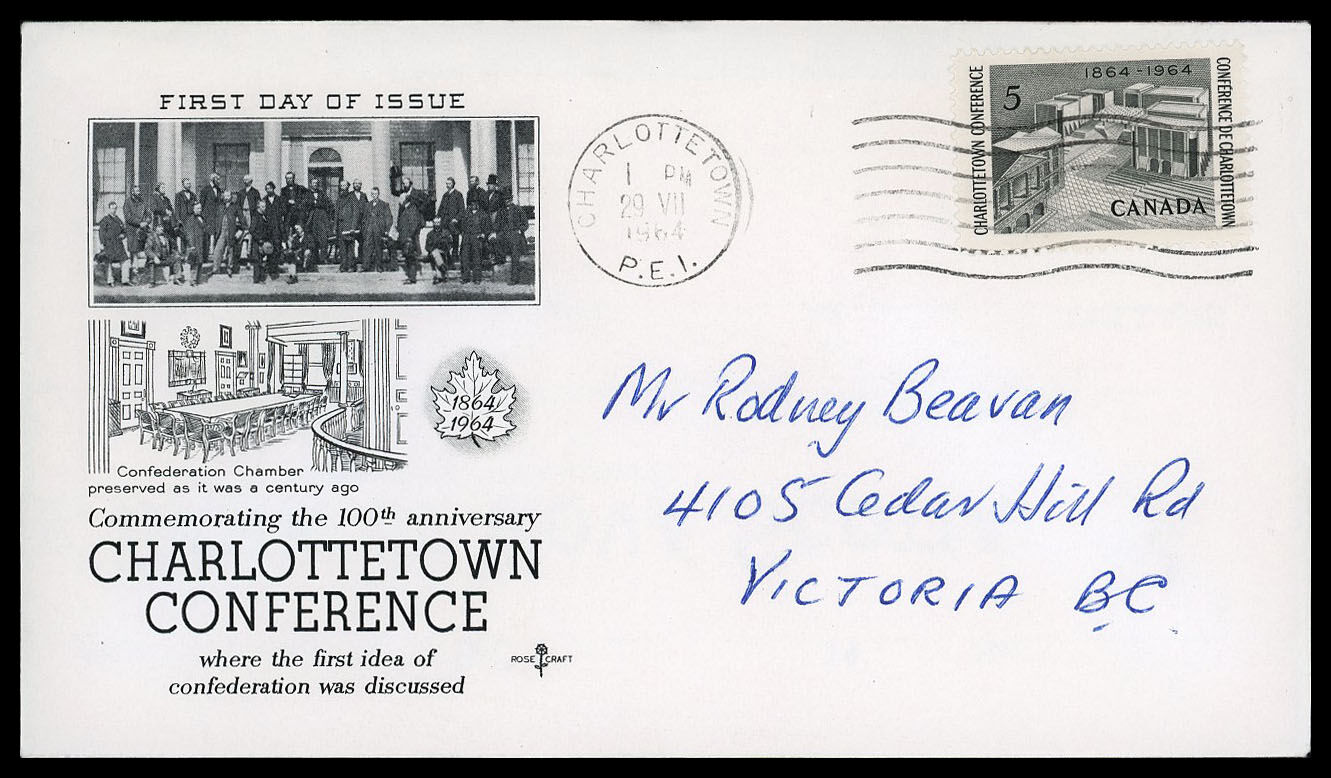 FIRST DAY OF ISSUE
CHARLOTTETOWN
1 PM
29 VII
1964
P.E.I.
CHARLOTTETOWN CONFERENCE
5
1864-1964
CANADA
CONFERENCE DE CHARLOTTETOWN
1864
1964
Confederation Chamber
preserved as it was a century ago
Commemorating the 100th anniversary
CHARLOTTETOWN
CONFERENCE
where the first idea of
confederation was discussed
ROSE CRAFT
Mr Rodney Beavan
4105 Cedar Hill Rd
VICTORIA BC